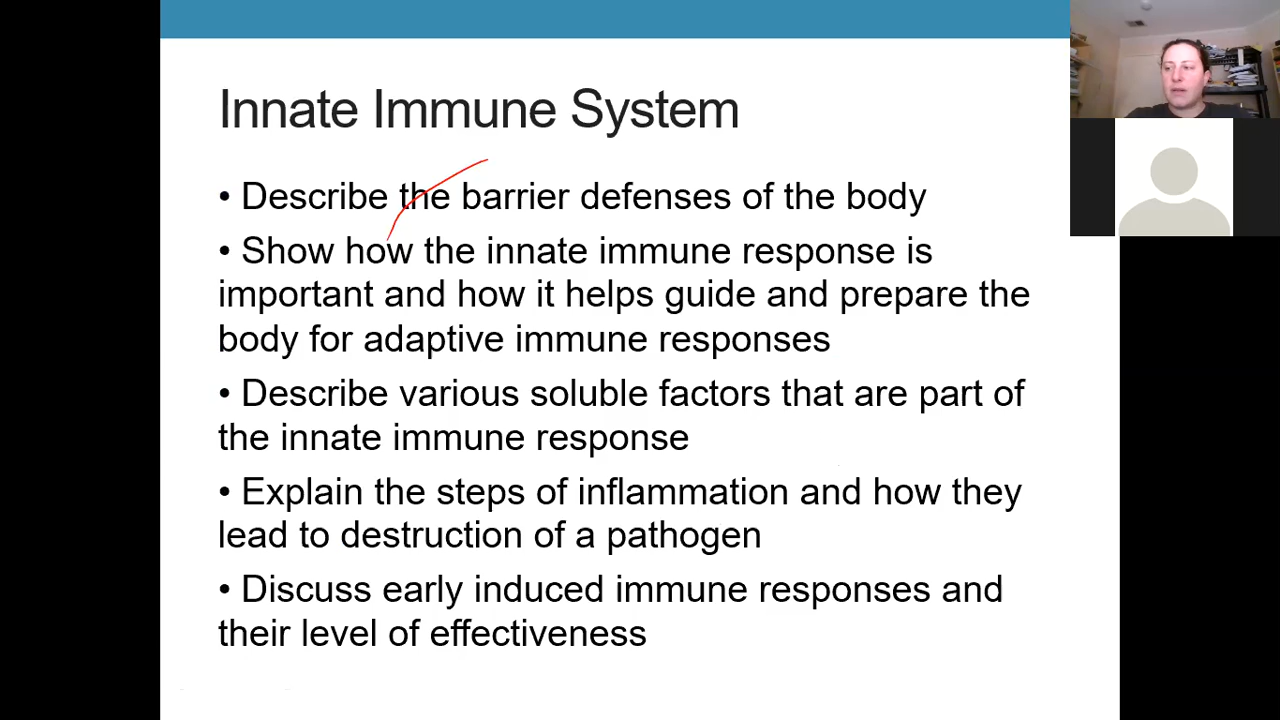 Innate Immune System
• Describe the barrier defenses of the body
• Show how the innate immune response is
important and how it helps guide and prepare the
body for adaptive immune responses
• Describe various soluble factors that are part of
the innate immune response
• Explain the steps of inflammation and how they
lead to destruction of a pathogen
• Discuss early induced immune responses and
their level of effectiveness